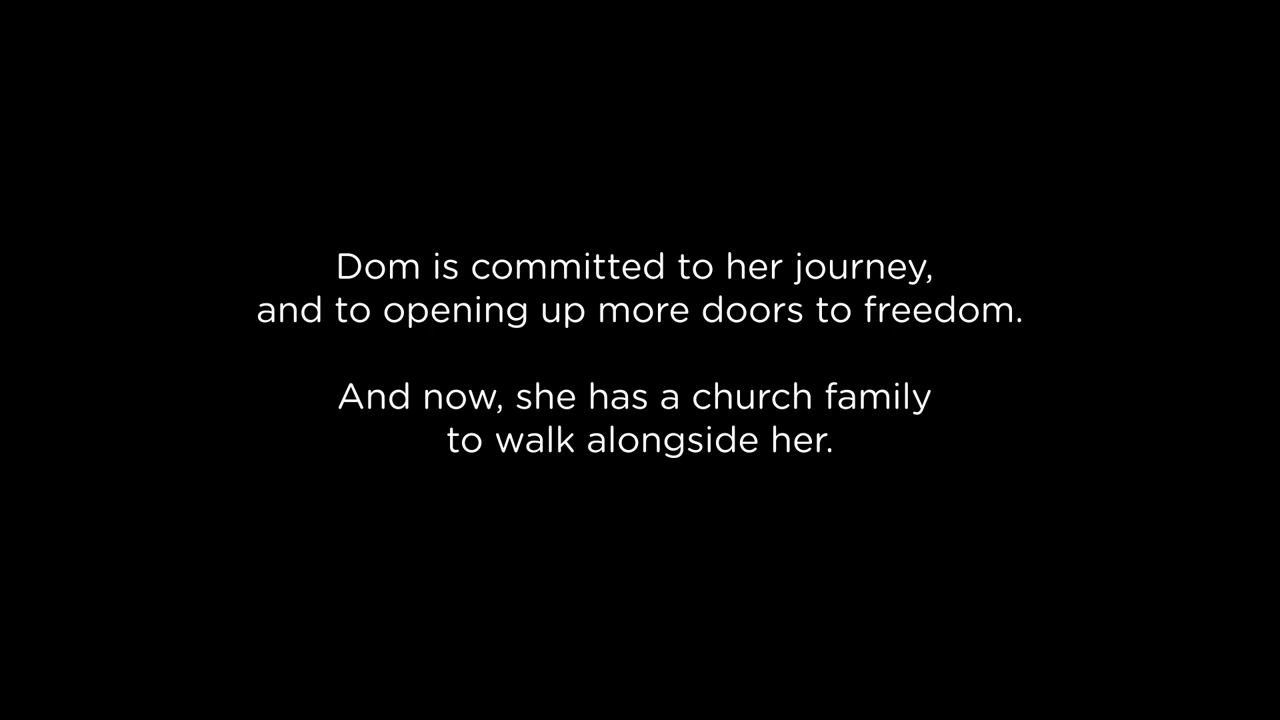 Dom is committed to her journey,
and to opening up more doors to freedom.
And now, she has a church family
to walk alongside her.